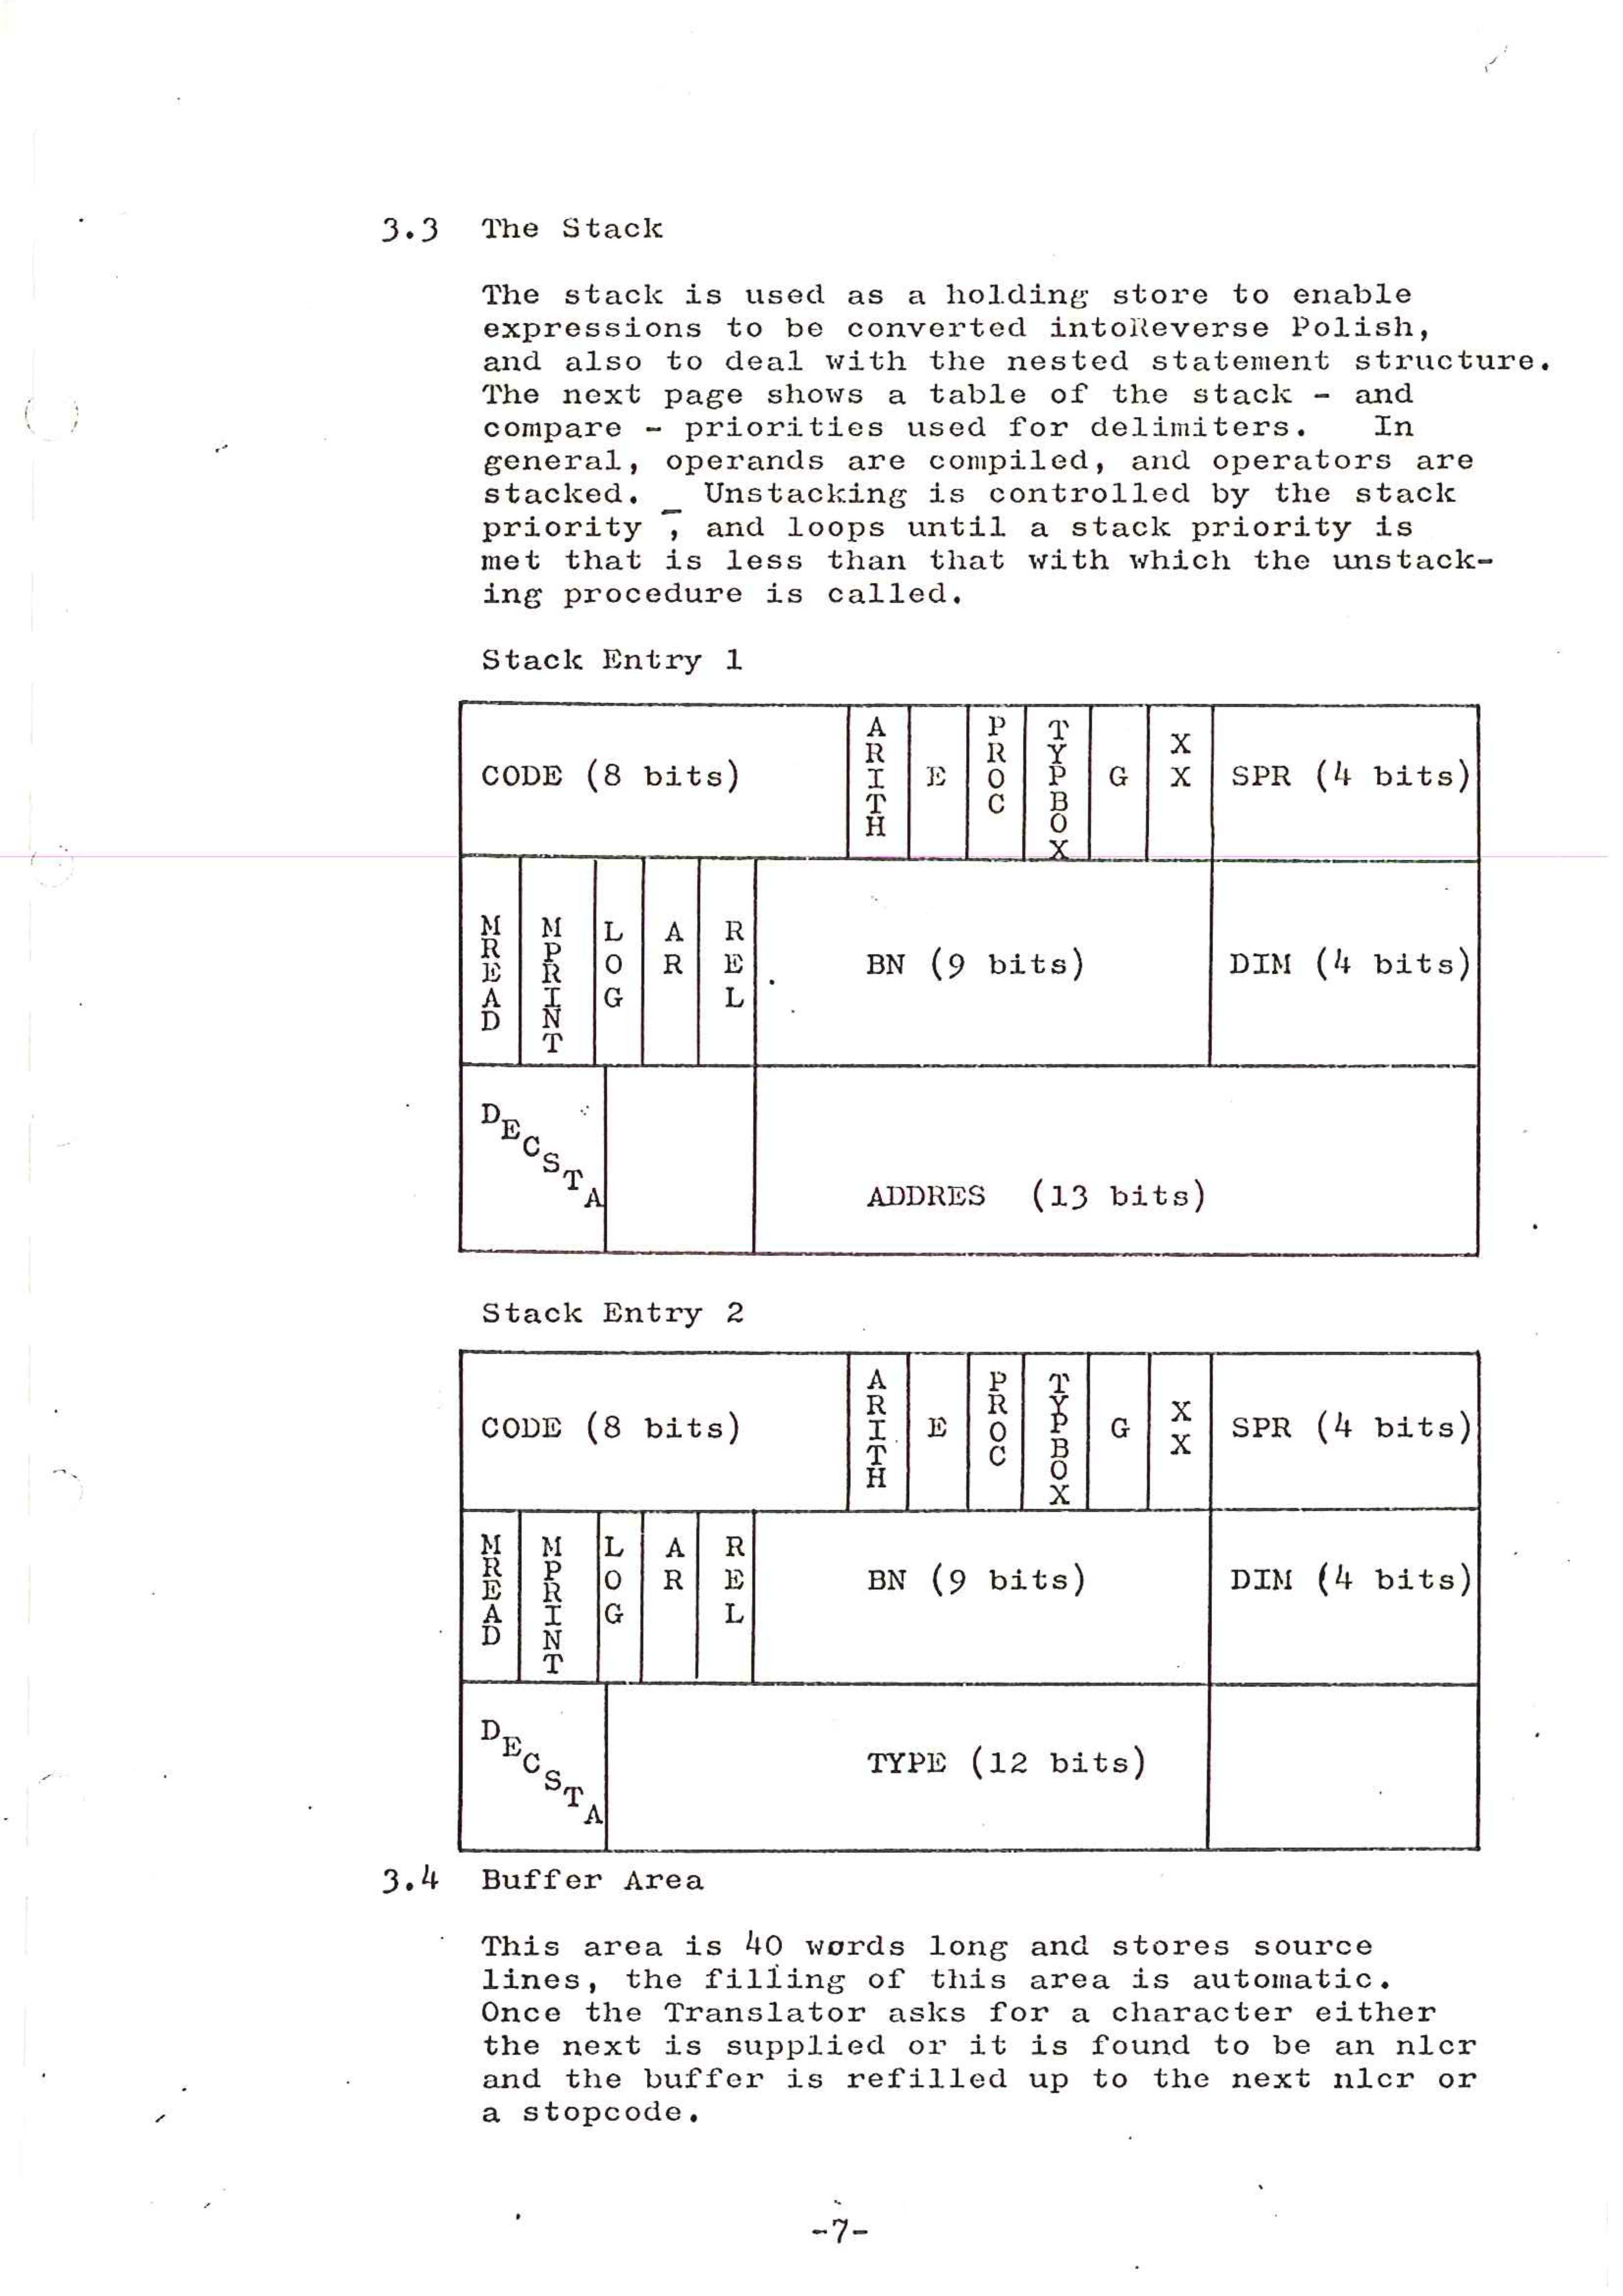 3.3 The Stack
The stack is used as a holding store to enable
expressions to be converted intoReverse Polish,
and also to deal with the nested statement structure.
The next page shows a table of the stack - and
compare - priorities used for delimiters. In
general, operands are compiled, and operators are
stacked. _ Unstacking is controlled by the stack
priority , and loops until a stack priority is
met that is less than that with which the unstack-
ing procedure is called.
Stack Entry 1
CODE (8 bits) ARITH E PROC TYPBOX G XX SPR (4 bits)
MREAD MPRINT LOG AR REL BN (9 bits) DIM (4 bits)
DECSTA ADDRES (13 bits)
Stack Entry 2
CODE (8 bits) ARITH E PROC TYPBOX G XX SPR (4 bits)
MREAD MPRINT LOG AR REL BN (9 bits) DIM (4 bits)
DECSTA TYPE (12 bits)
3.4 Buffer Area
This area is 40 words long and stores source
lines, the filling of this area is automatic.
Once the Translator asks for a character either
the next is supplied or it is found to be an nlcr
and the buffer is refilled up to the next nlcr or
a stopcode.
-7-